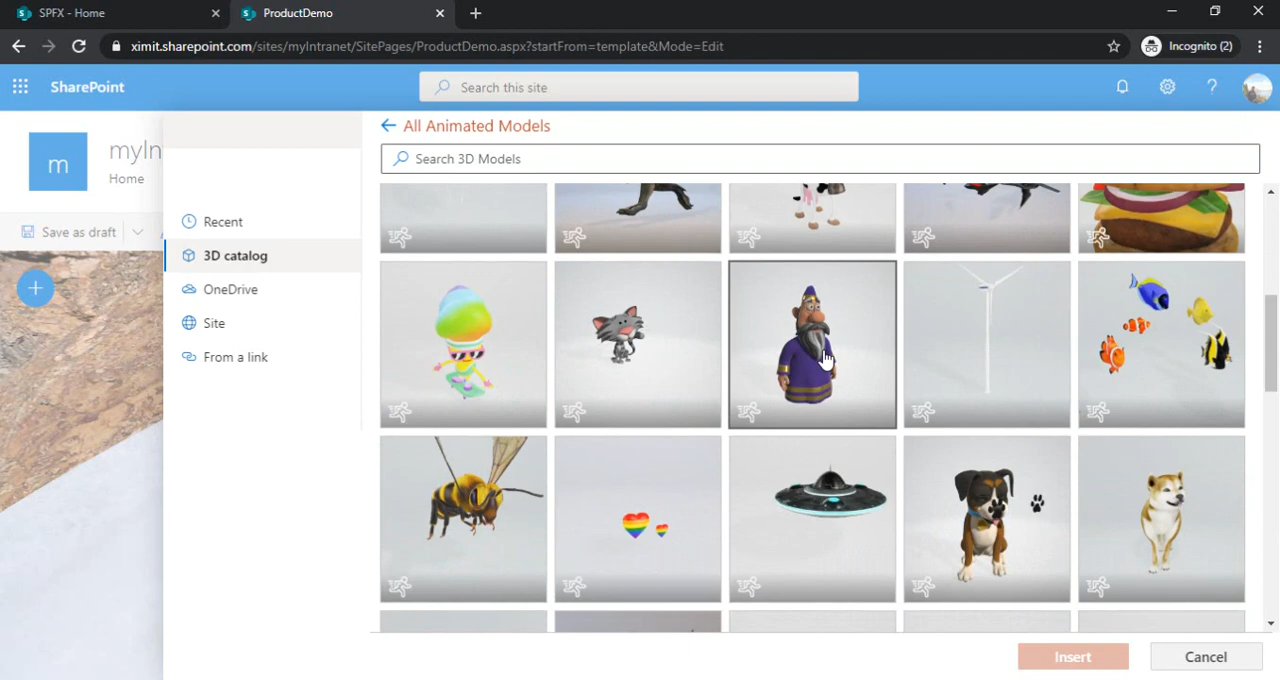 SPFX - Home
ProductDemo
ximit.sharepoint.com/sites/myIntranet/SitePages/ProductDemo.aspx?startFrom=template&Mode=Edit
Incognito (2)
SharePoint
Search this site
m
myIn
Home
Save as draft
All Animated Models
Search 3D Models
Recent
3D catalog
OneDrive
Site
From a link
Insert
Cancel